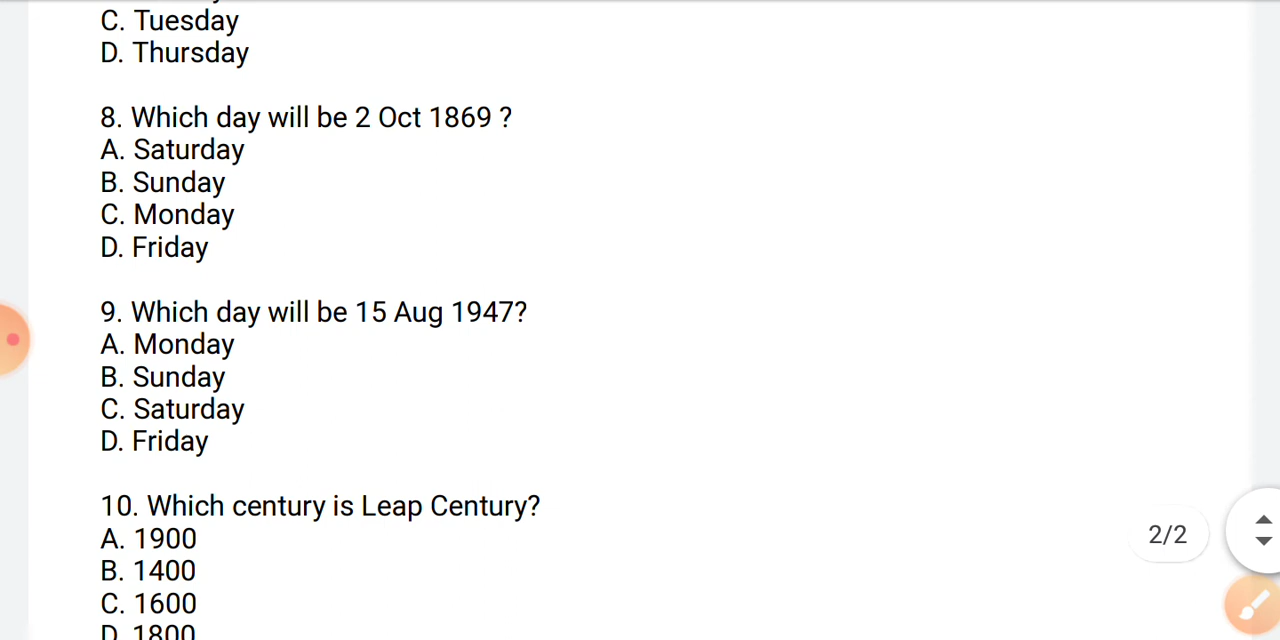 C. Tuesday
D. Thursday
8. Which day will be 2 Oct 1869 ?
A. Saturday
B. Sunday
C. Monday
D. Friday
9. Which day will be 15 Aug 1947?
A. Monday
B. Sunday
C. Saturday
D. Friday
10. Which century is Leap Century?
A. 1900
B. 1400
C. 1600
D. 1800
2/2